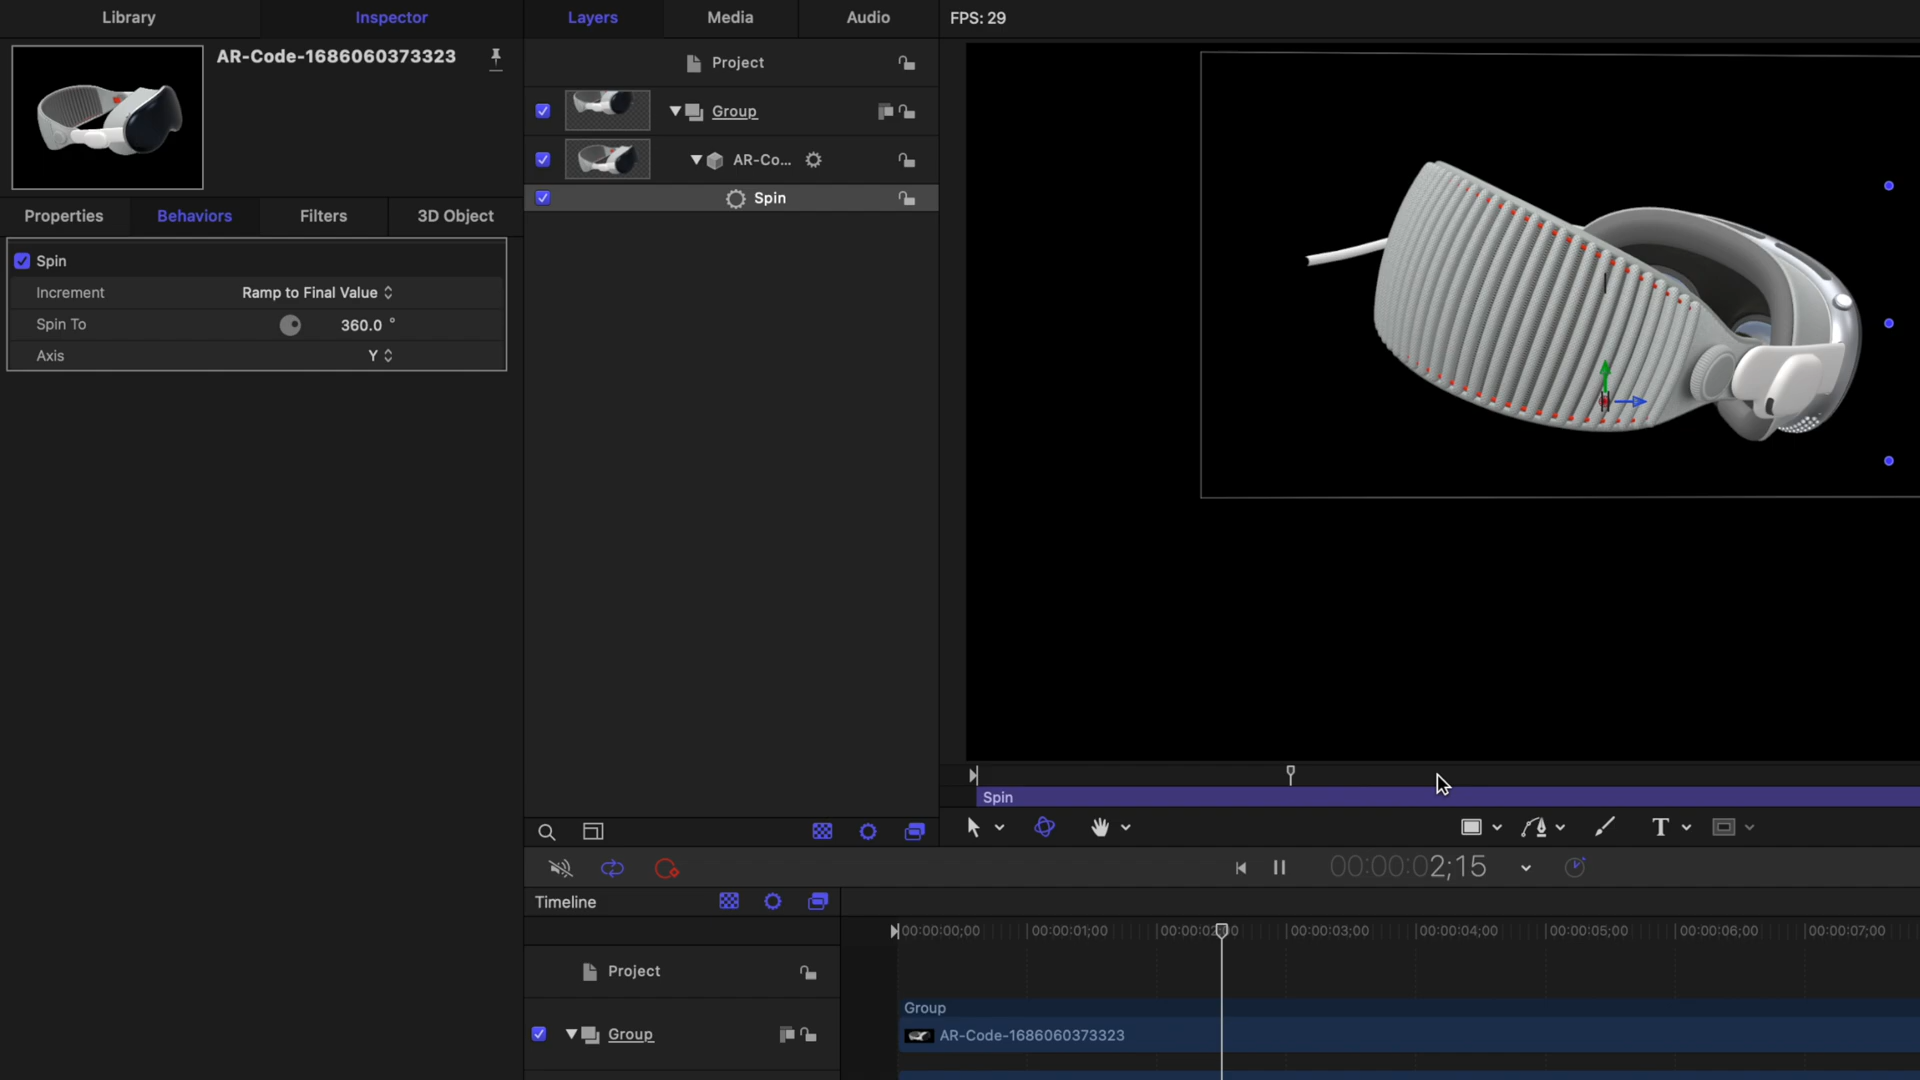 Library
Inspector
AR-Code-1686060373323
Properties
Behaviors
Filters
3D Object
Spin
Increment
Ramp to Final Value
Spin To
360.0 °
Axis
Y
Layers
Media
Audio
Project
Group
AR-Co...
Spin
FPS: 29
Spin
T
00:00:02;15
Timeline
00:00:00;00
00:00:01;00
00:00:03;00
00:00:04;00
00:00:05;00
00:00:06;00
00:00:07;00
Project
Group
Group
AR-Code-1686060373323